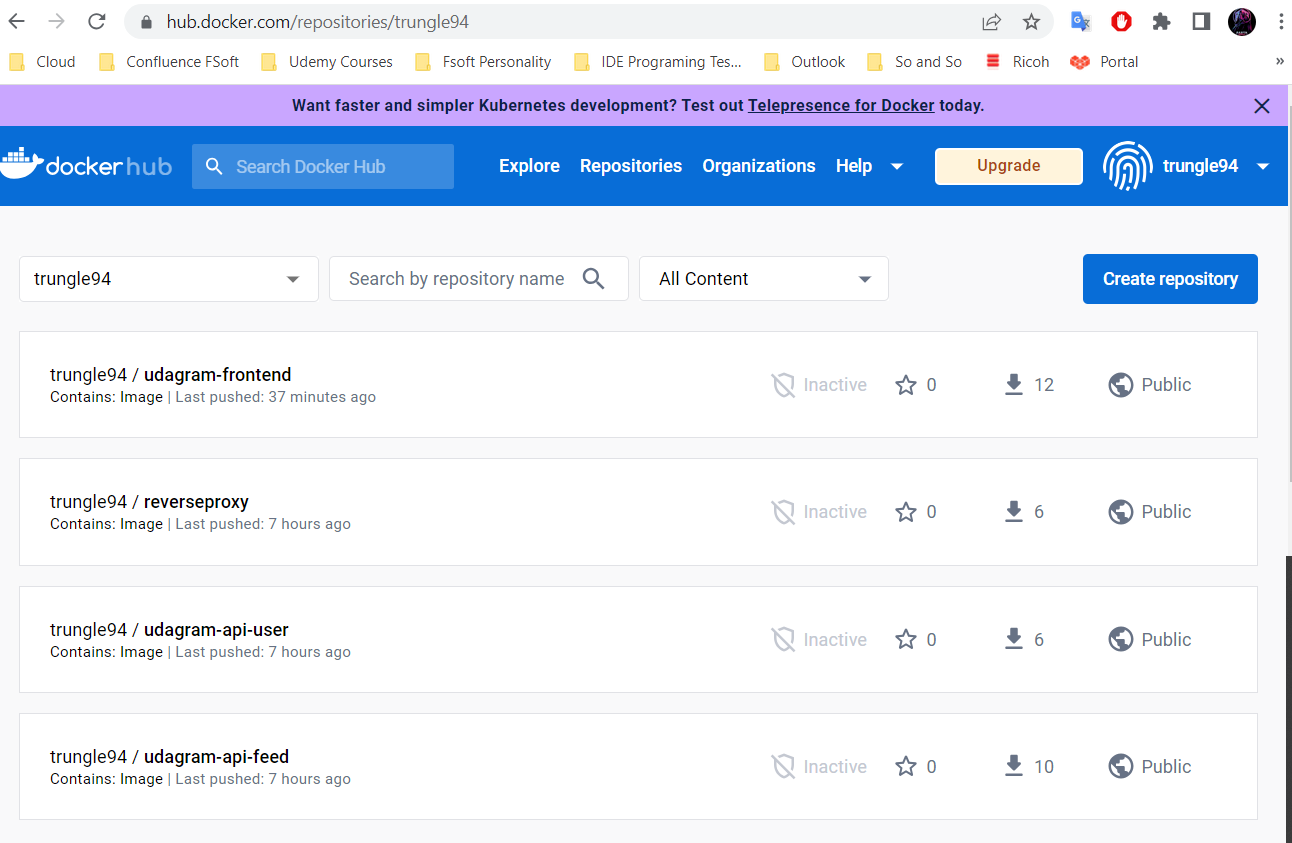 hub.docker.com/repositories/trungle94
Cloud Confluence FSoft Udemy Courses Fsoft Personality IDE Programing Tes... Outlook So and So Ricoh Portal »
Want faster and simpler Kubernetes development? Test out Telepresence for Docker today.
docker hub Search Docker Hub Explore Repositories Organizations Help Upgrade trungle94
trungle94 Search by repository name All Content Create repository
trungle94 / udagram-frontend
Contains: Image | Last pushed: 37 minutes ago
Inactive 0 12 Public
trungle94 / reverseproxy
Contains: Image | Last pushed: 7 hours ago
Inactive 0 6 Public
trungle94 / udagram-api-user
Contains: Image | Last pushed: 7 hours ago
Inactive 0 6 Public
trungle94 / udagram-api-feed
Contains: Image | Last pushed: 7 hours ago
Inactive 0 10 Public